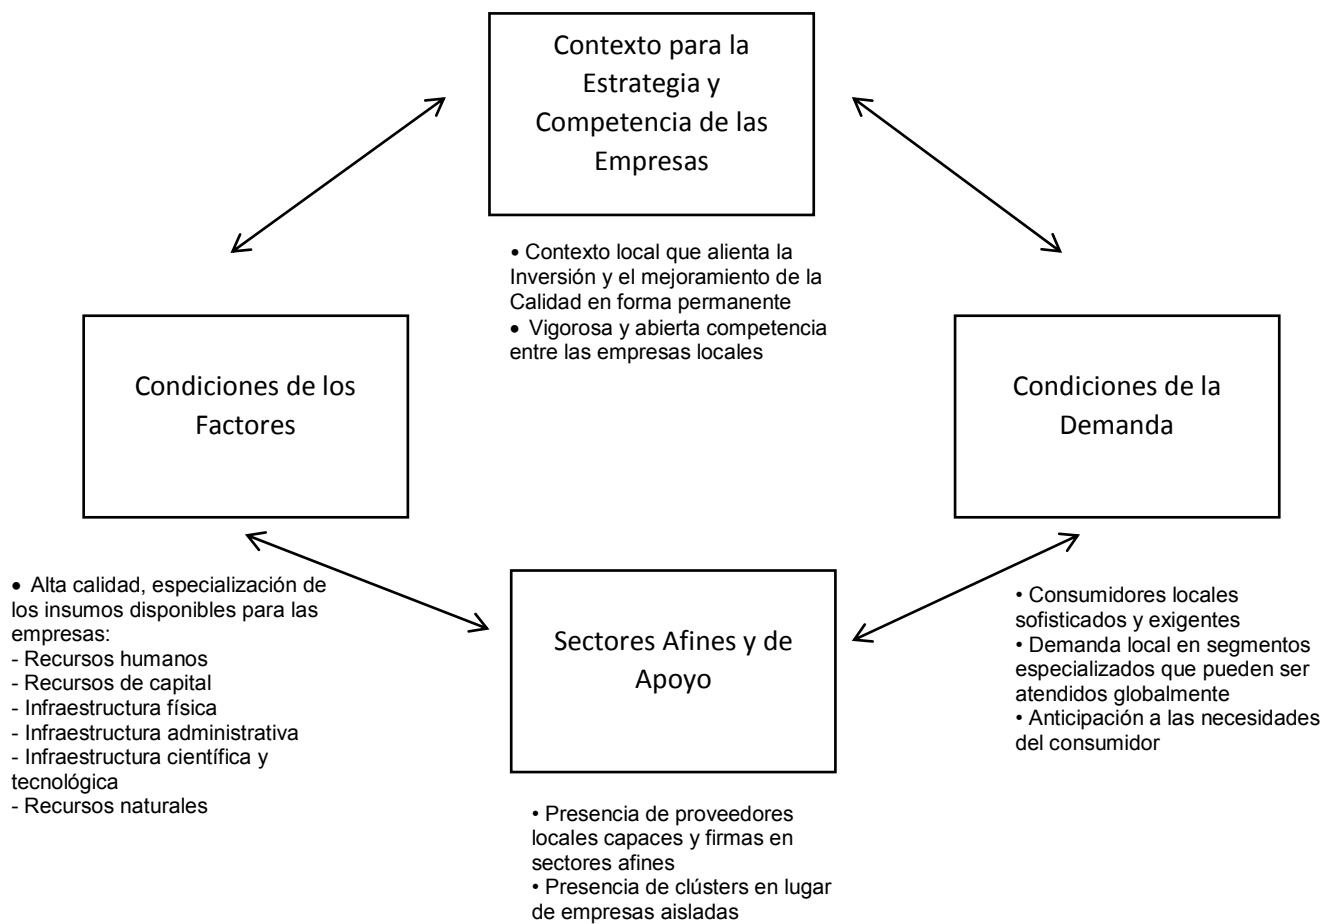 Contexto para la
Estrategia y
Competencia de las
Empresas
• Contexto local que alienta la
Inversión y el mejoramiento de la
Calidad en forma permanente
• Vigorosa y abierta competencia
entre las empresas locales
Condiciones de los
Factores
Condiciones de la
Demanda
• Alta calidad, especialización de
los insumos disponibles para las
empresas:
- Recursos humanos
- Recursos de capital
- Infraestructura física
- Infraestructura administrativa
- Infraestructura científica y
tecnológica
- Recursos naturales
Sectores Afines y de
Apoyo
• Consumidores locales
sofisticados y exigentes
• Demanda local en segmentos
especializados que pueden ser
atendidos globalmente
• Anticipación a las necesidades
del consumidor
• Presencia de proveedores
locales capaces y firmas en
sectores afines
• Presencia de clústers en lugar
de empresas aisladas